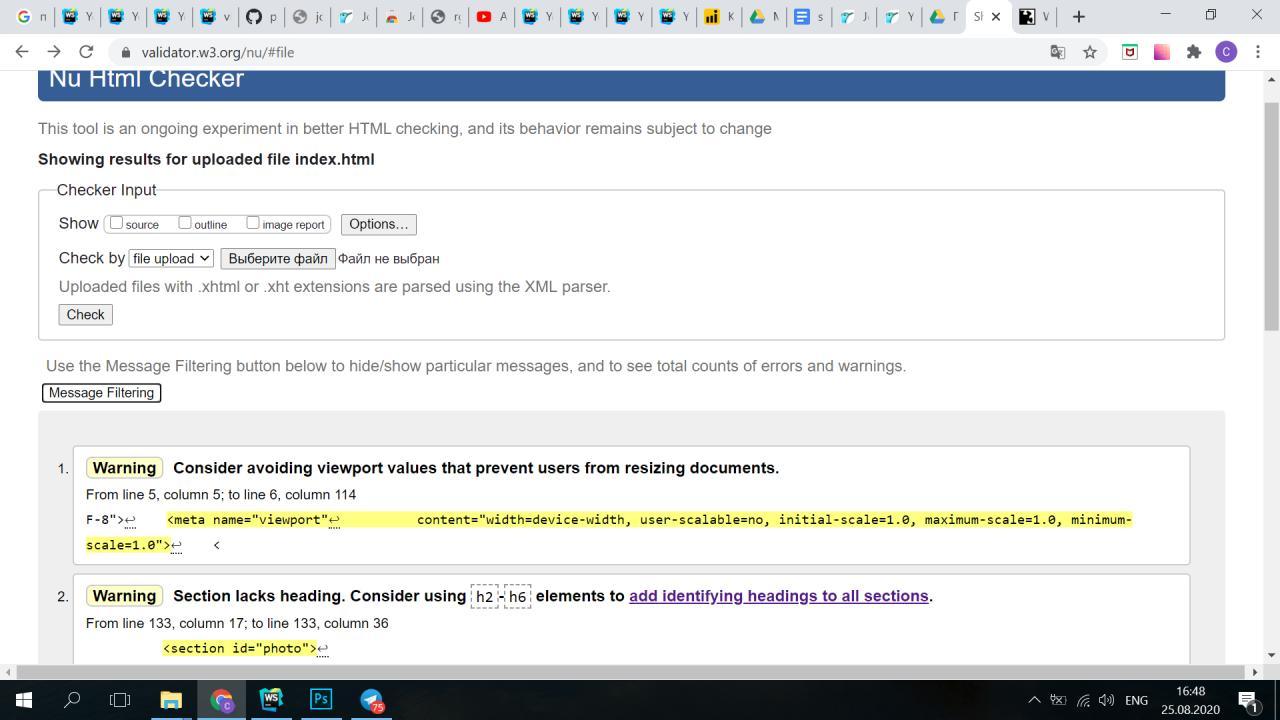 validator.w3.org/nu/#file
Nu Html Checker
This tool is an ongoing experiment in better HTML checking, and its behavior remains subject to change
Showing results for uploaded file index.html
Checker Input
Show source outline image report Options...
Check by file upload Выберите файл Файл не выбран
Uploaded files with .xhtml or .xht extensions are parsed using the XML parser.
Check
Use the Message Filtering button below to hide/show particular messages, and to see total counts of errors and warnings.
Message Filtering
1. Warning Consider avoiding viewport values that prevent users from resizing documents.
From line 5, column 5; to line 6, column 114
F-8">↩ <meta name="viewport"↩ content="width=device-width, user-scalable=no, initial-scale=1.0, maximum-scale=1.0, minimum-
scale=1.0">↩ <
2. Warning Section lacks heading. Consider using h2-h6 elements to add identifying headings to all sections.
From line 133, column 17; to line 133, column 36
<section id="photo">↩
WS Ps 75 ENG 16:48
25.08.2020 1